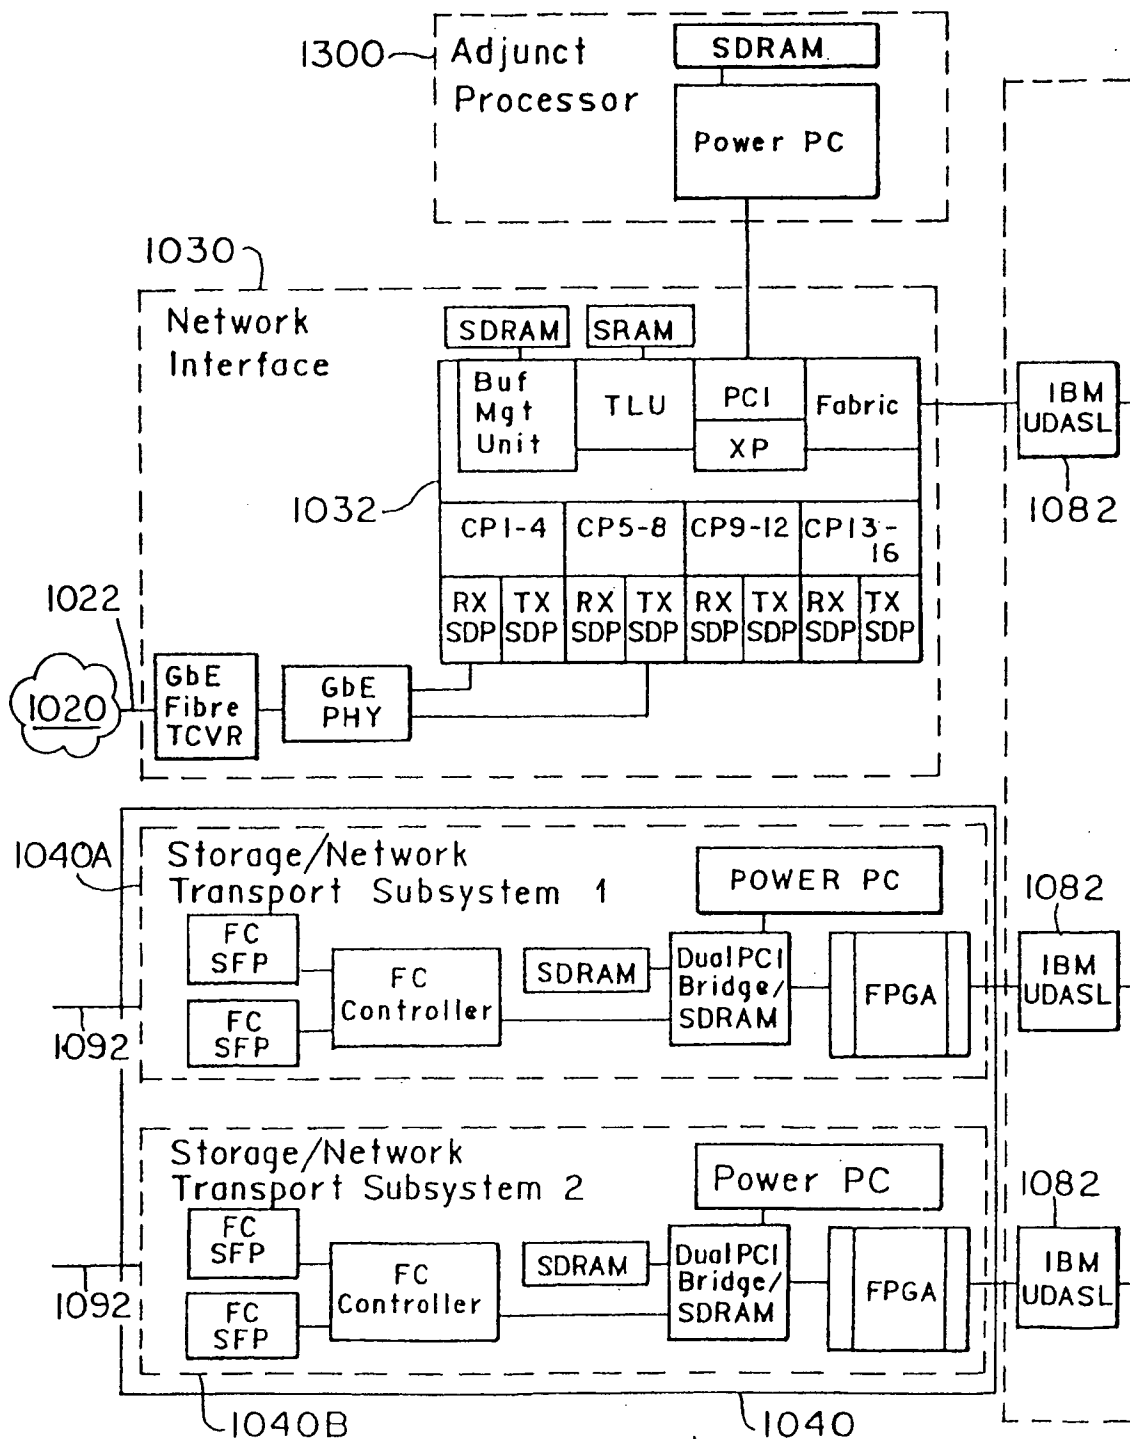 1300
Adjunct
Processor
SDRAM
Power PC
1030
Network
Interface
SDRAM
SRAM
Buf
Mgt
Unit
TLU
PCI
XP
Fabric
IBM
UDASL
1082
1032
CP1-4
CP5-8
CP9-12
CP13-
16
RX
SDP
TX
SDP
RX
SDP
TX
SDP
RX
SDP
TX
SDP
RX
SDP
TX
SDP
1022
1020
GbE
Fibre
TCVR
GbE
PHY
1040A
Storage/Network
Transport Subsystem 1
POWER PC
FC
SFP
FC
SFP
FC
Controller
SDRAM
Dual PCI
Bridge/
SDRAM
FPGA
1082
IBM
UDASL
1092
Storage/Network
Transport Subsystem 2
Power PC
FC
SFP
FC
SFP
FC
Controller
SDRAM
Dual PCI
Bridge/
SDRAM
FPGA
1082
IBM
UDASL
1092
1040B
1040